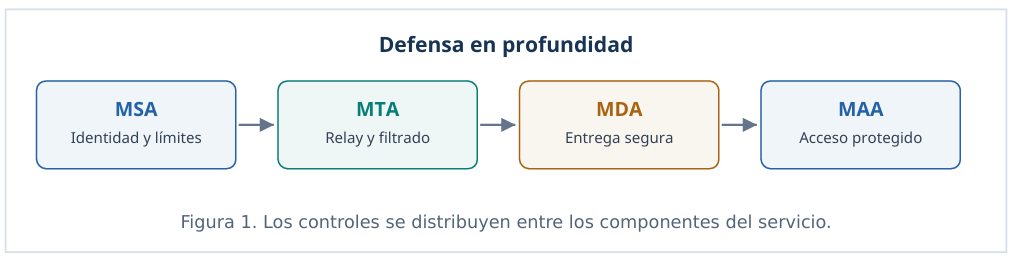 Defensa en profundidad
MSA
Identidad y límites
MTA
Relay y filtrado
MDA
Entrega segura
MAA
Acceso protegido
Figura 1. Los controles se distribuyen entre los componentes del servicio.